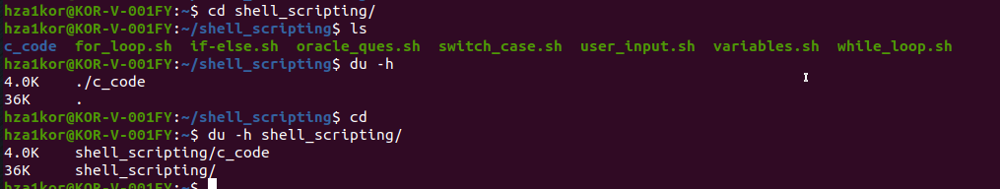 hza1kor@KOR-V-001FY:~$ cd shell_scripting/
hza1kor@KOR-V-001FY:~/shell_scripting$ ls
c_code  for_loop.sh  if-else.sh  oracle_ques.sh  switch_case.sh  user_input.sh  variables.sh  while_loop.sh
hza1kor@KOR-V-001FY:~/shell_scripting$ du -h
4.0K    ./c_code
36K     .
hza1kor@KOR-V-001FY:~/shell_scripting$ cd
hza1kor@KOR-V-001FY:~$ du -h shell_scripting/
4.0K    shell_scripting/c_code
36K     shell_scripting/
hza1kor@KOR-V-001FY:~$